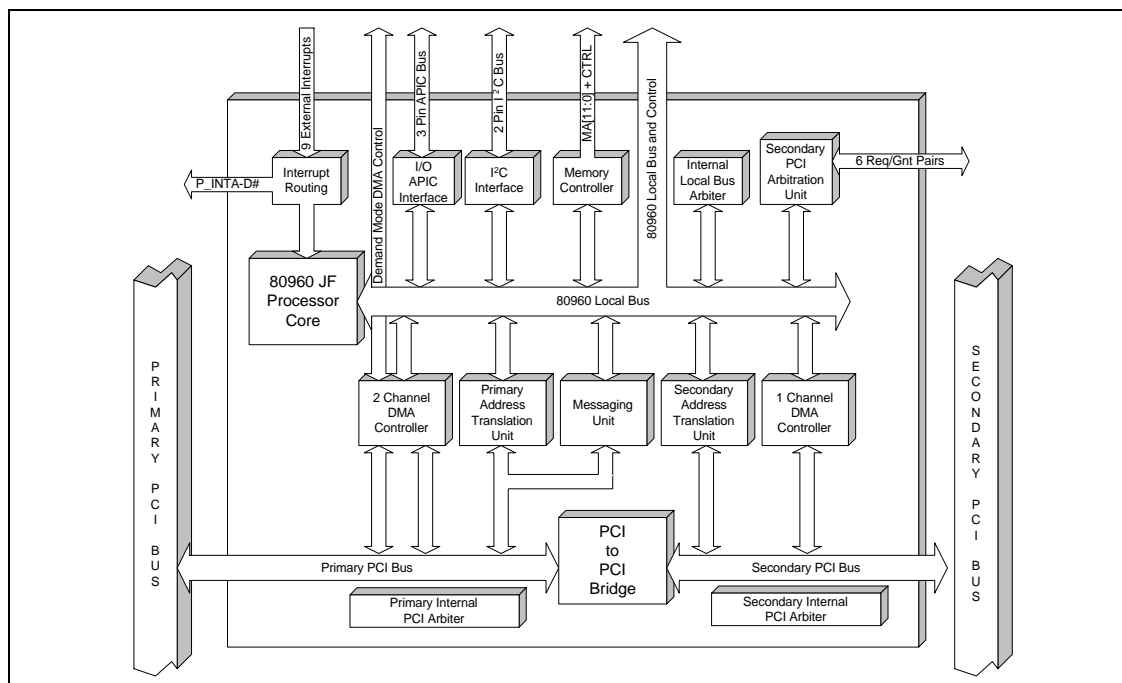 9 External Interrupts
Demand Mode DMA Control
3 Pin APIC Bus
2 Pin I²C Bus
MA[11:0] + CTRL
80960 Local Bus and Control
P_INTA-D#
Interrupt
Routing
I/O
APIC
Interface
I²C
Interface
Memory
Controller
Internal
Local Bus
Arbiter
Secondary
PCI
Arbitration
Unit
6 Req/Gnt Pairs
80960 JF
Processor
Core
80960 Local Bus
PRIMARY PCI BUS
2 Channel
DMA
Controller
Primary
Address
Translation
Unit
Messaging
Unit
Secondary
Address
Translation
Unit
1 Channel
DMA
Controller
SECONDARY PCI BUS
Primary PCI Bus
PCI
to
PCI
Bridge
Secondary PCI Bus
Primary Internal
PCI Arbiter
Secondary Internal
PCI Arbiter